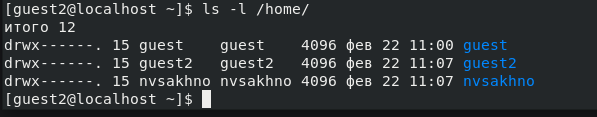 [guest2@localhost ~]$ ls -l /home/
итого 12
drwx------. 15 guest    guest    4096 фев 22 11:00 guest
drwx------. 15 guest2   guest2   4096 фев 22 11:07 guest2
drwx------. 15 nvsakhno nvsakhno 4096 фев 22 11:07 nvsakhno
[guest2@localhost ~]$